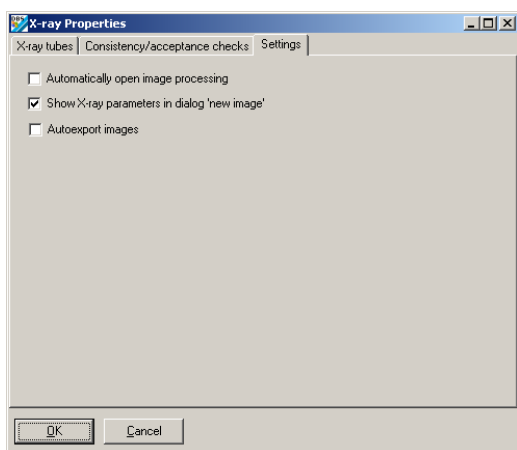 X-ray Properties
X-ray tubes Consistency/acceptance checks Settings
Automatically open image processing
Show X-ray parameters in dialog 'new image'
Autoexport images
OK Cancel